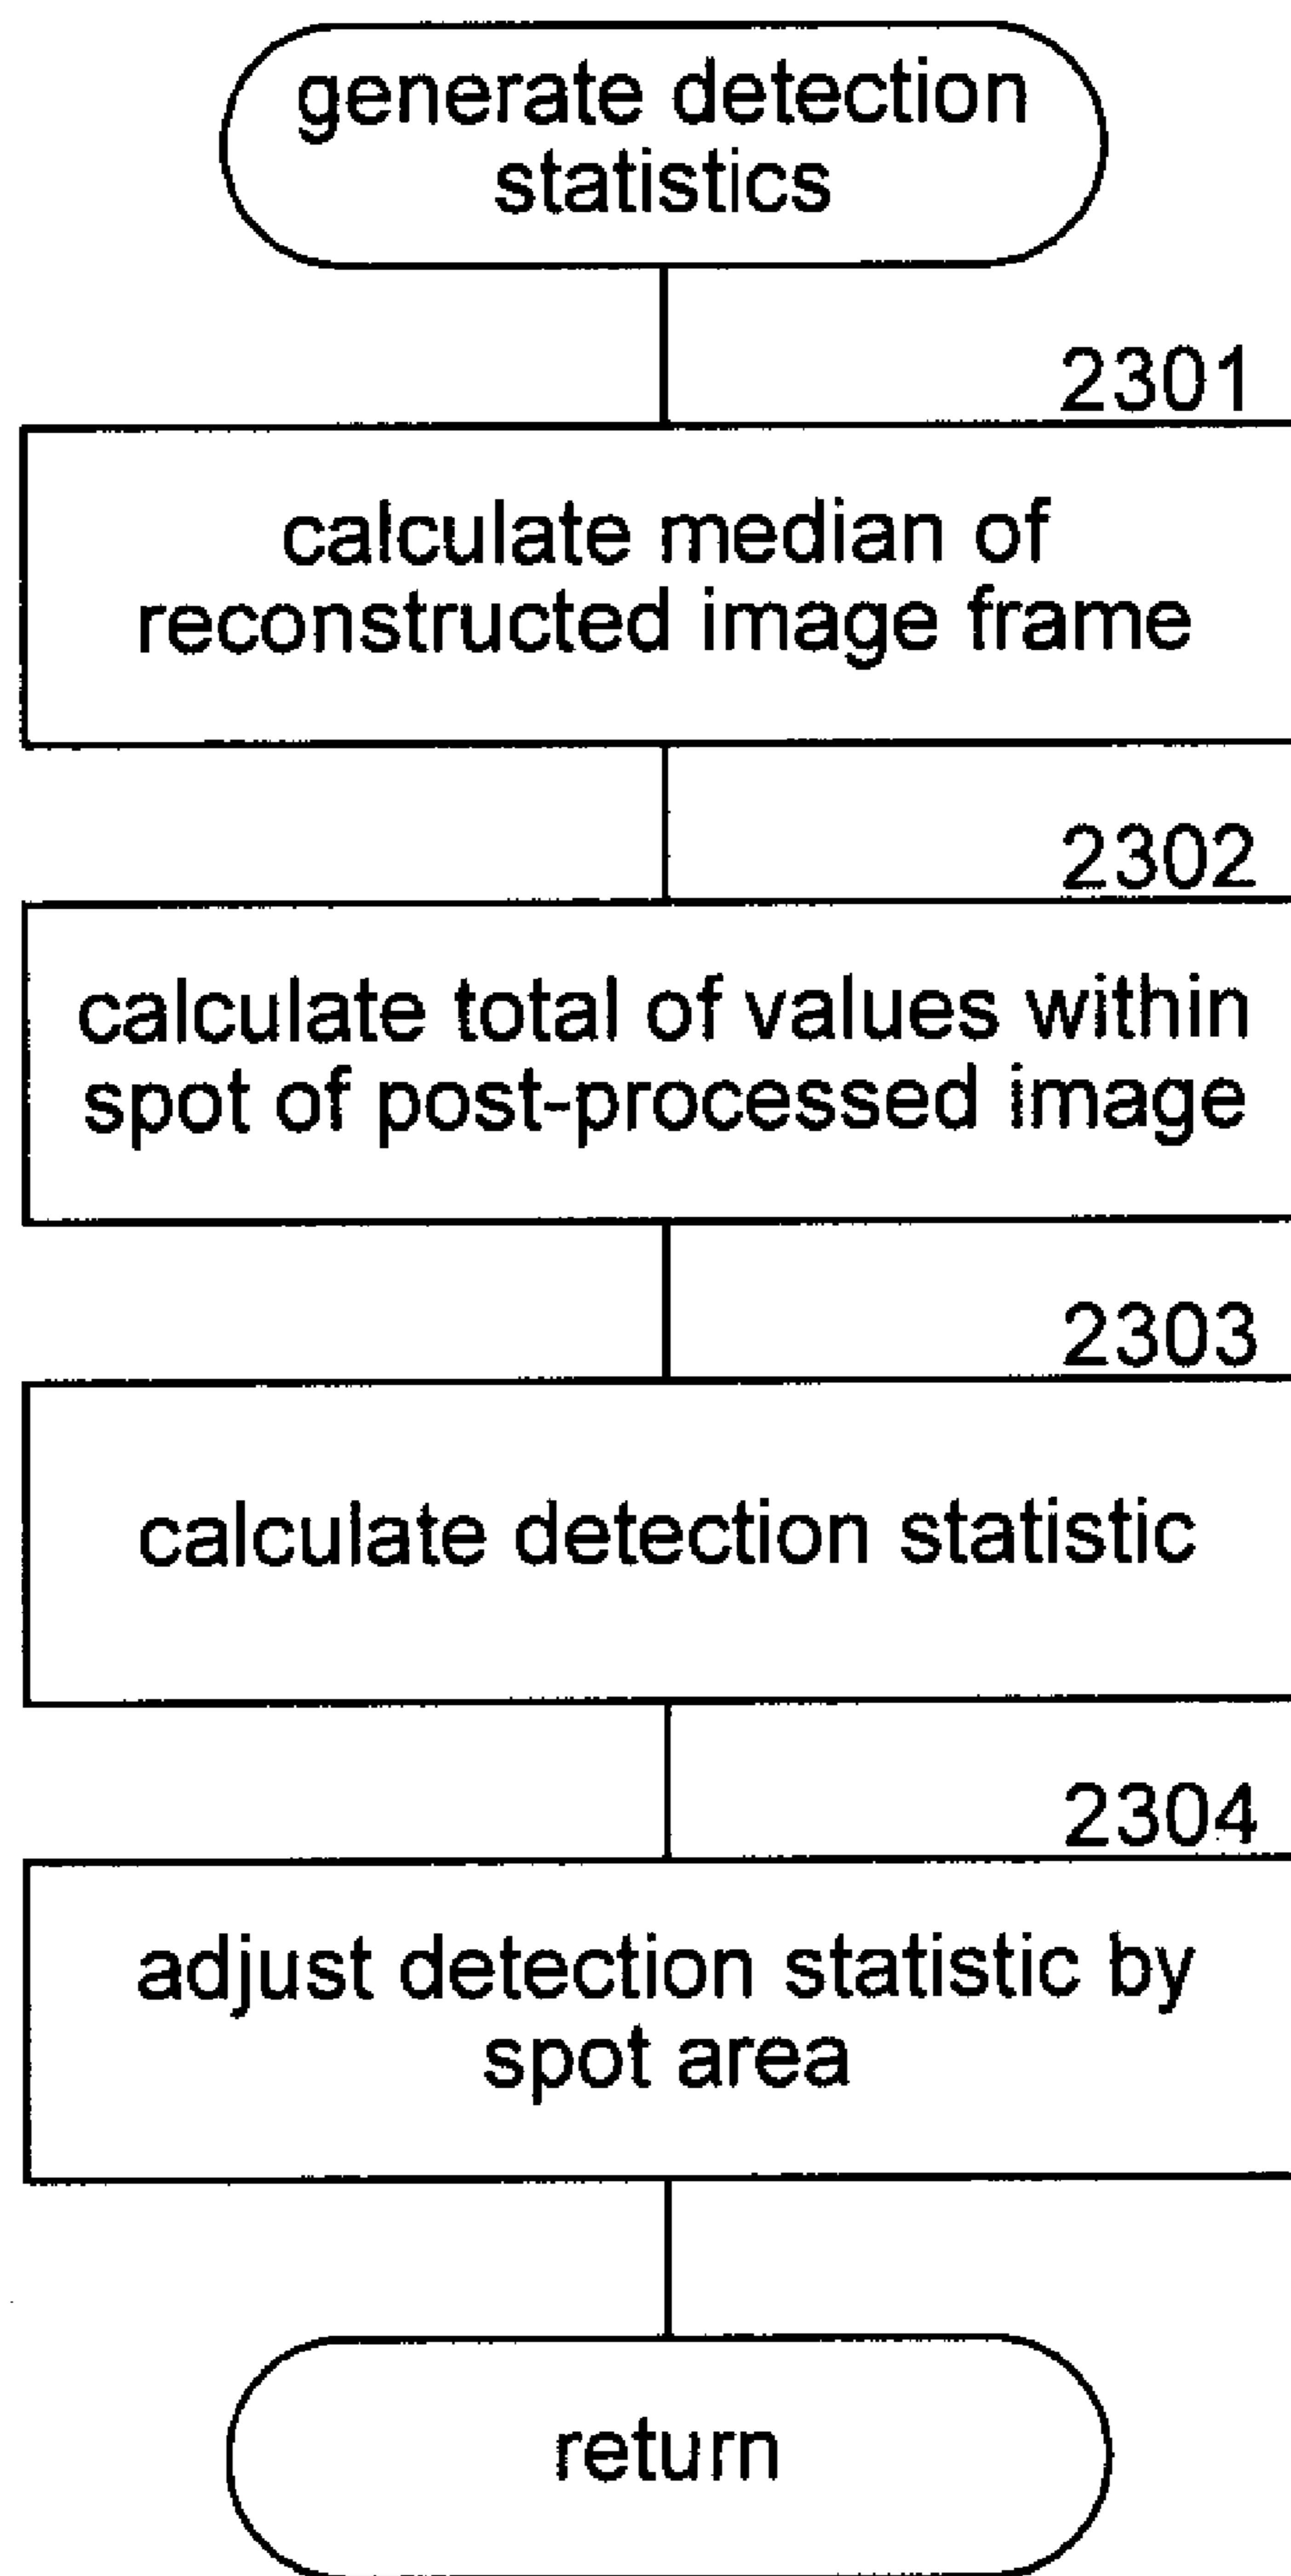 generate detection
statistics
2301
calculate median of
reconstructed image frame
2302
calculate total of values within
spot of post-processed image
2303
calculate detection statistic
2304
adjust detection statistic by
spot area
return